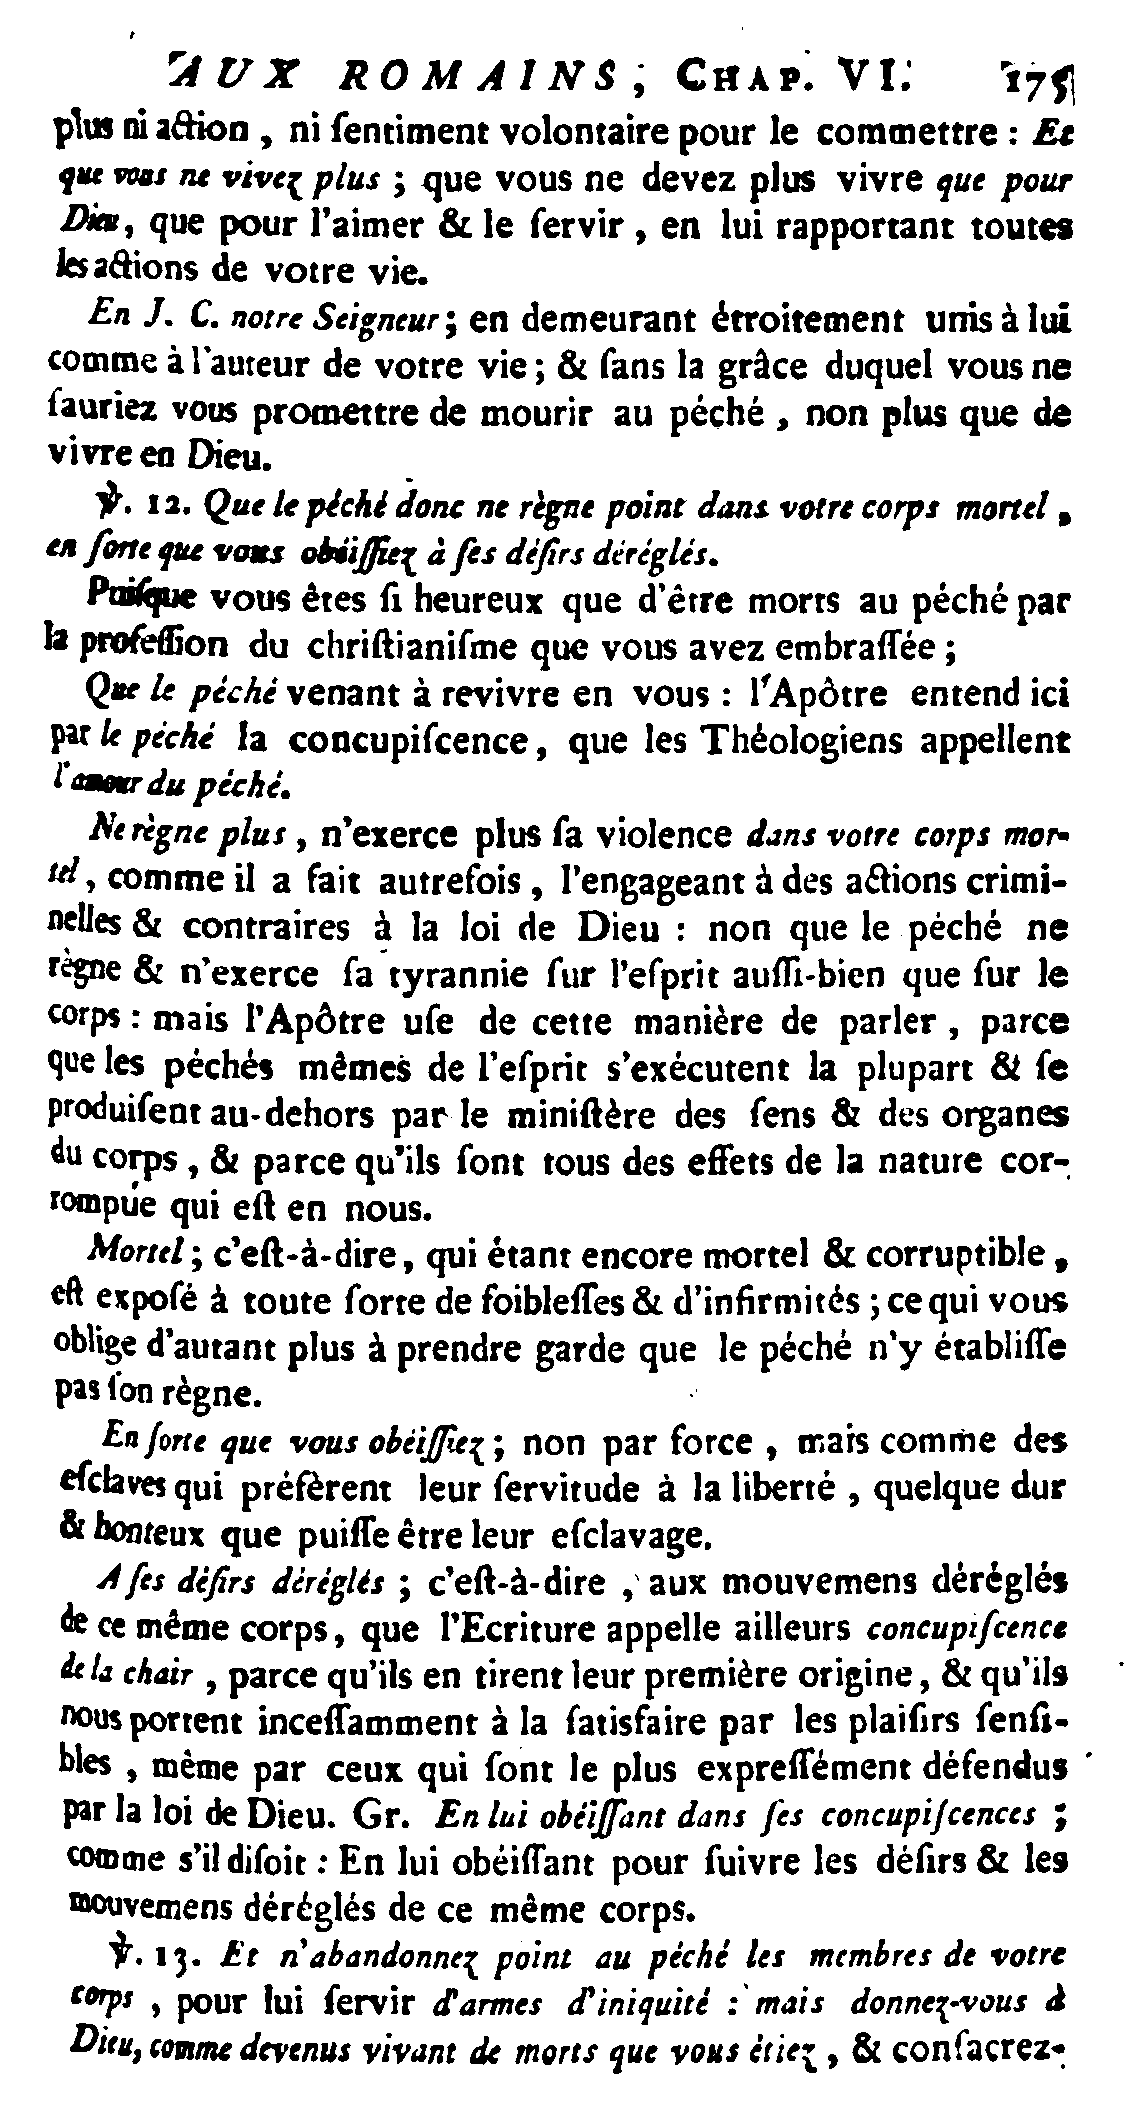 AUX ROMAINS, CHAP. VI. 175
plus ni action, ni ſentiment volontaire pour le commettre : Et
que vous ne vivez plus ; que vous ne devez plus vivre que pour
Dieu, que pour l'aimer & le ſervir, en lui rapportant toutes
les actions de votre vie.
En J. C. notre Seigneur ; en demeurant étroitement unis à lui
comme à l'auteur de votre vie ; & ſans la grâce duquel vous ne
ſauriez vous promettre de mourir au péché, non plus que de
vivre en Dieu.
℣. 12. Que le péché donc ne règne point dans votre corps mortel,
en ſorte que vous obéiſſiez à ſes déſirs déréglés.
Puiſque vous êtes ſi heureux que d'être morts au péché par
la profeſſion du chriſtianiſme que vous avez embraſſée ;
Que le péché venant à revivre en vous : l'Apôtre entend ici
par le péché la concupiſcence, que les Théologiens appellent
l'amour du péché.
Ne règne plus, n'exerce plus ſa violence dans votre corps mor-
tel, comme il a fait autrefois, l'engageant à des actions crimi-
nelles & contraires à la loi de Dieu : non que le péché ne
règne & n'exerce ſa tyrannie ſur l'eſprit auſſi-bien que ſur le
corps : mais l'Apôtre uſe de cette manière de parler, parce
que les péchés mêmes de l'eſprit s'exécutent la plupart & ſe
produiſent au-dehors par le miniſtère des ſens & des organes
du corps, & parce qu'ils ſont tous des effets de la nature cor-
rompue qui eſt en nous.
Mortel ; c'eſt-à-dire, qui étant encore mortel & corruptible,
eſt expoſé à toute ſorte de foibleſſes & d'infirmités ; ce qui vous
oblige d'autant plus à prendre garde que le péché n'y établiſſe
pas ſon règne.
En ſorte que vous obéiſſiez ; non par force, mais comme des
eſclaves qui préfèrent leur ſervitude à la liberté, quelque dur
& honteux que puiſſe être leur eſclavage.
A ſes déſirs déréglés ; c'eſt-à-dire, aux mouvemens déréglés
de ce même corps, que l'Ecriture appelle ailleurs concupiſcence
de la chair, parce qu'ils en tirent leur première origine, & qu'ils
nous portent inceſſamment à la ſatisfaire par les plaiſirs ſenſi-
bles, même par ceux qui ſont le plus expreſſément défendus
par la loi de Dieu. Gr. En lui obéiſſant dans ſes concupiſcences ;
comme s'il diſoit : En lui obéiſſant pour ſuivre les déſirs & les
mouvemens déréglés de ce même corps.
℣. 13. Et n'abandonnez point au péché les membres de votre
corps, pour lui ſervir d'armes d'iniquité : mais donnez-vous à
Dieu, comme devenus vivant de morts que vous étiez, & conſacrez-